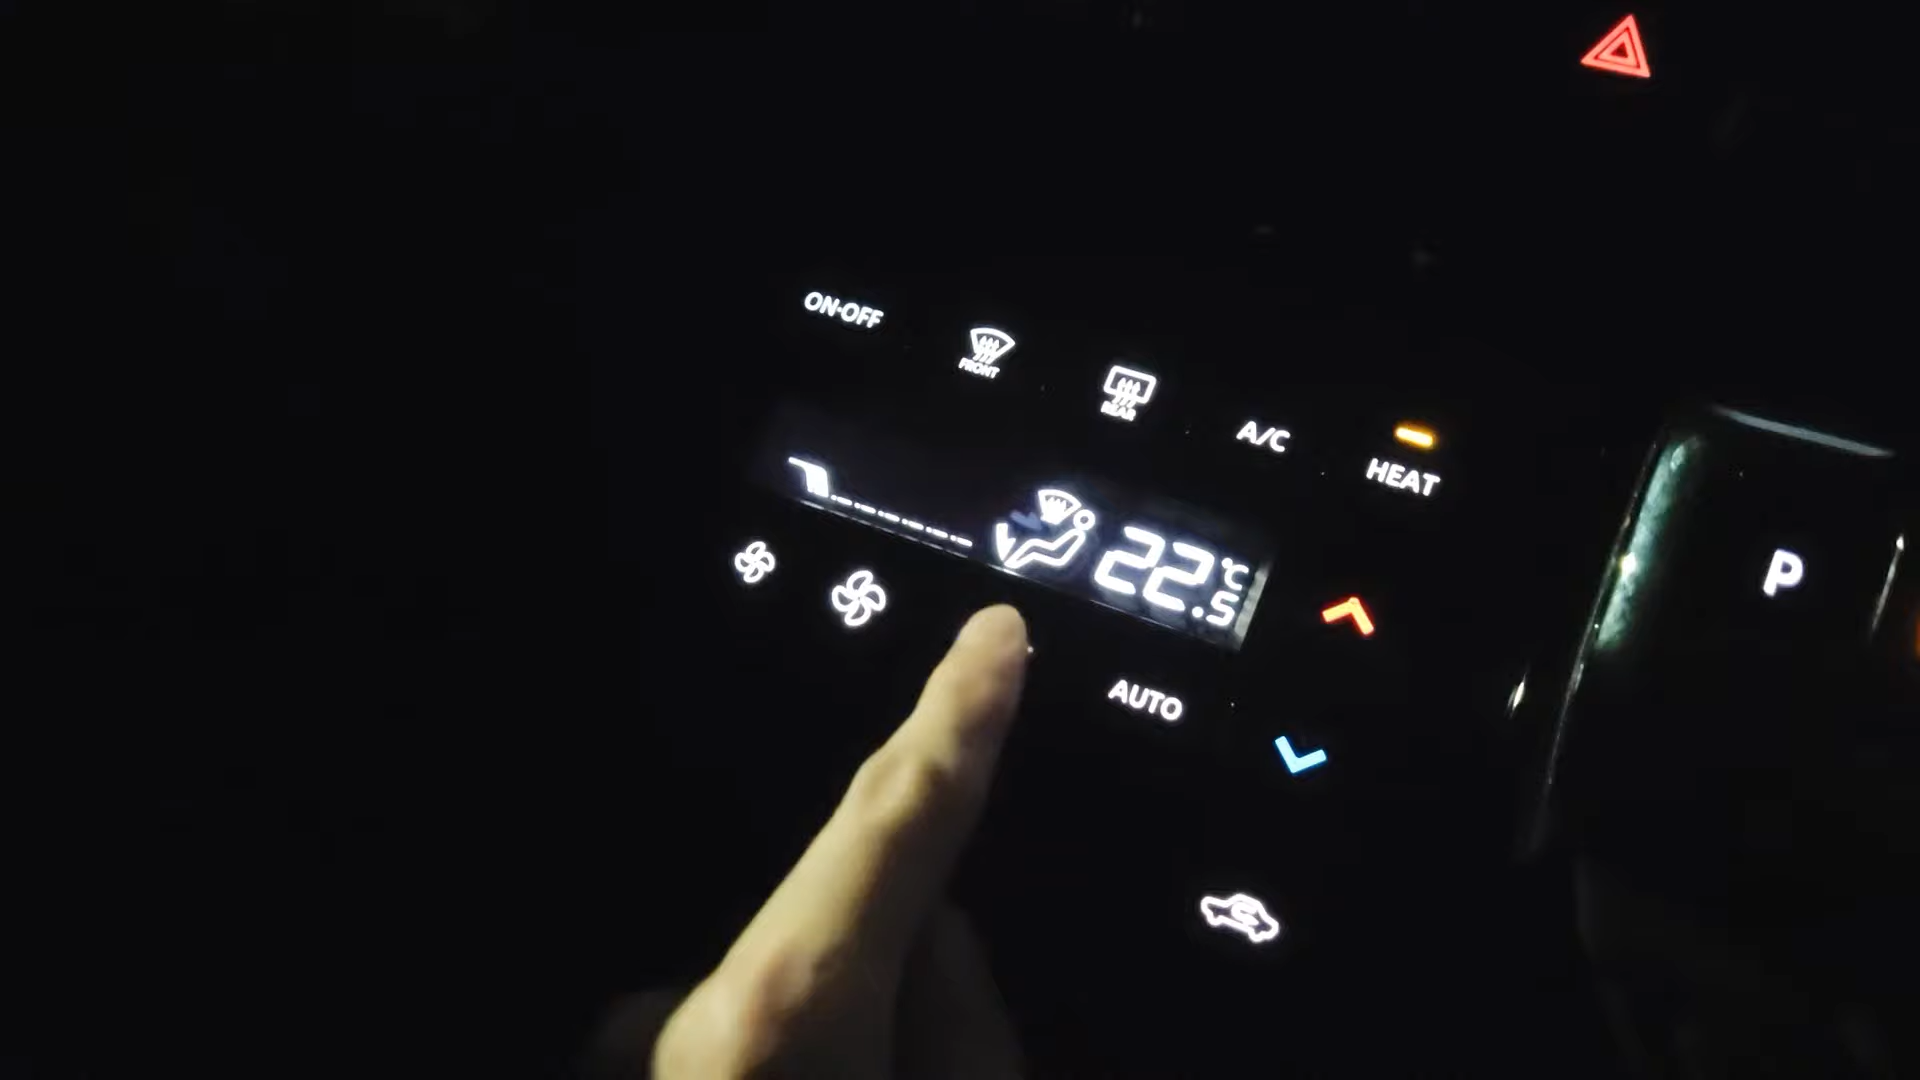 ON·OFF
FRONT
REAR
A/C
HEAT
22.5°C
P
AUTO